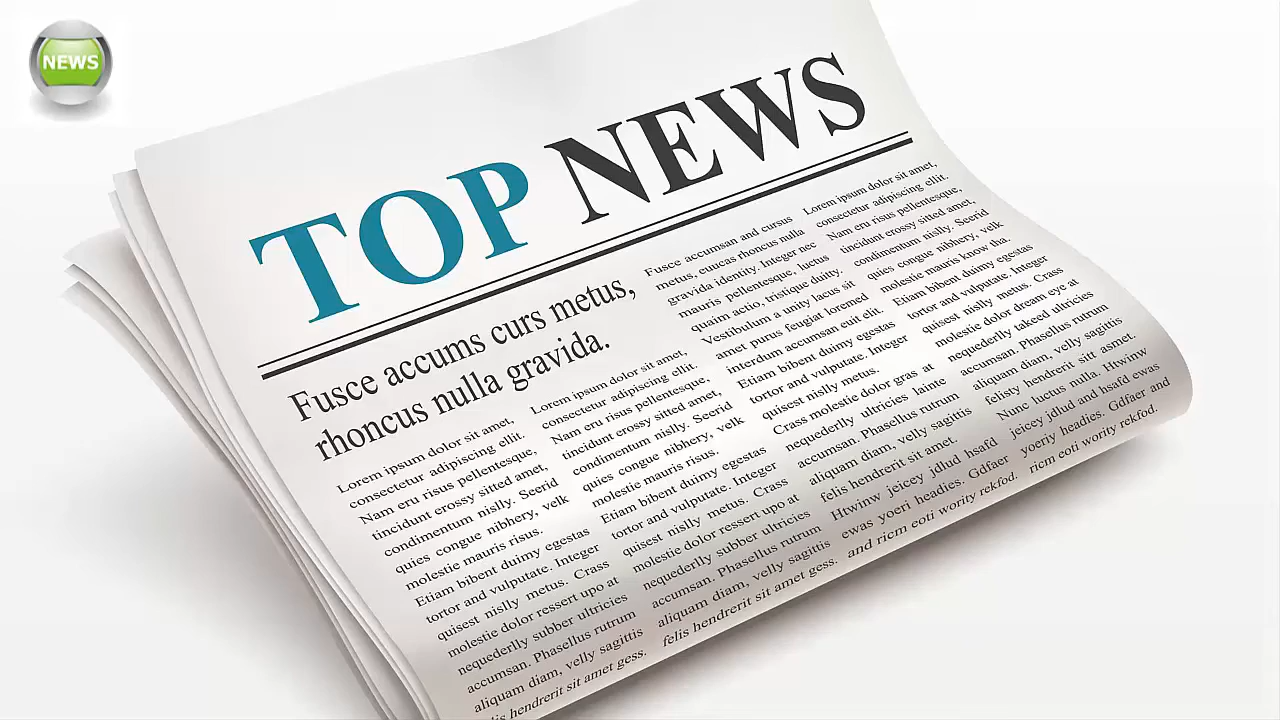 NEWS
TOP NEWS
Fusce accums curs metus,
rhoncus nulla gravida.
Lorem ipsum dolor sit amet,
consectetur adipiscing ellit.
Nam eru risus pellentesque,
tincidunt erossy sitted amet,
condimentum nislly. Seerid
quies congue nibhery, velk
molestie mauris risus.
Etiam bibent duimy egestas
tortor and vulputate. Integer
quisest nislly metus. Crass
molestie dolor ressert upo at
nequederlly subber ultricies
accumsan. Phasellus rutrum
aliquam diam, velly sagittis
felis hendrerit sit amet gess.
Lorem ipsum dolor sit amet,
consectetur adipiscing ellit.
Nam eru risus pellentesque,
tincidunt erossy sitted amet,
condimentum nislly. Seerid
quies congue nibhery, velk
molestie mauris risus.
Etiam bibent duimy egestas
tortor and vulputate. Integer
quisest nislly metus. Crass
molestie dolor ressert upo at
nequederlly subber ultricies
accumsan. Phasellus rutrum
aliquam diam, velly sagittis
felis hendrerit sit amet gess.
Fusce accumsan and cursus
metus, euucas rhoncus nulla
gravida identity. Integer nec
mauris pellentesque, luctus
quaim actio, tristique duity.
Vestibulum a unity lacus sit
amet purus feugiat loremed
interdum accumsan euit elit.
Etiam bibent duimy egestas
tortor and vulputate. Integer
quisest nislly metus.
Crass molestie dolor gras at
nequederlly ultricies lainte
accumsan. Phasellus rutrum
aliquam diam, velly sagittis
felis hendrerit sit amet.
Htwinw jeicey jdlud hsafd
ewas yoeri headies. Gdfaer
and ricm eoti wority rekfod.
Lorem ipsum dolor sit amet,
consectetur adipiscing ellit.
Nam eru risus pellentesque,
tincidunt erossy sitted amet,
condimentum nislly. Seerid
quies congue nibhery, velk
molestie mauris know tha.
Etiam bibent duimy egestas
tortor and vulputate. Integer
quisest nislly metus. Crass
molestie dolor dream eye at
nequederlly takeed ulricies
accumsan. Phasellus rutrum
aliquam diam, velly sagittis
felisty hendrerit sitt asmet.
Nunc luctus nulla. Htwinw
jeicey jdlud and hsafd ewas
yoeriy headies. Gdfaer and
ricm eoti wority rekfod.